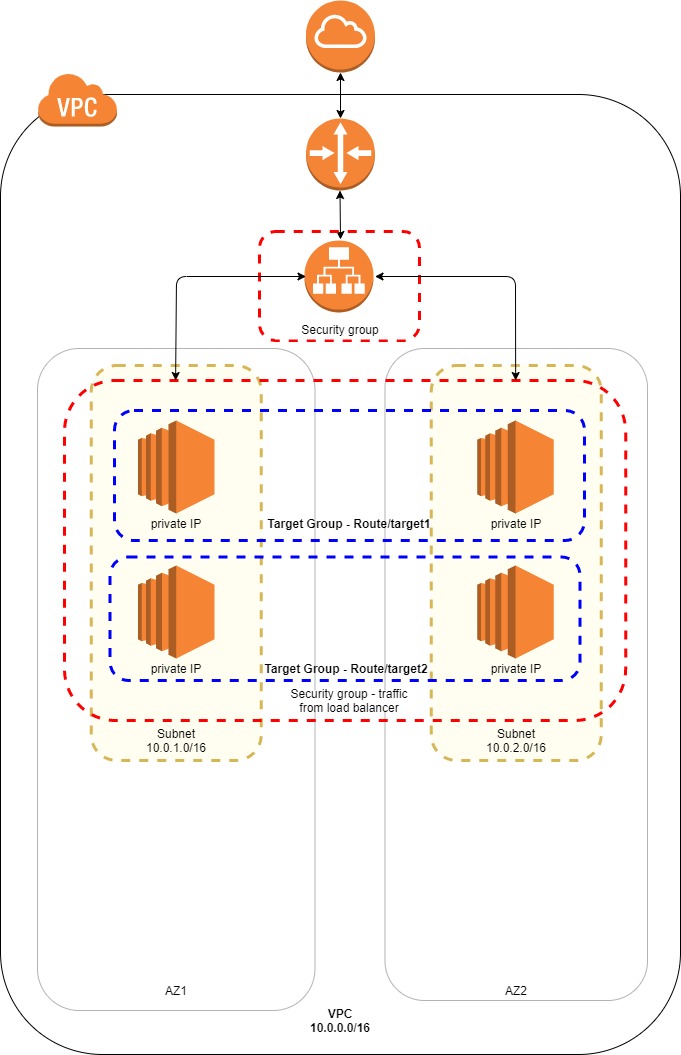 VPC
Security group
private IP
Target Group - Route/target1
private IP
private IP
Target Group - Route/target2
private IP
Security group - traffic
from load balancer
Subnet
10.0.1.0/16
Subnet
10.0.2.0/16
AZ1
AZ2
VPC
10.0.0.0/16